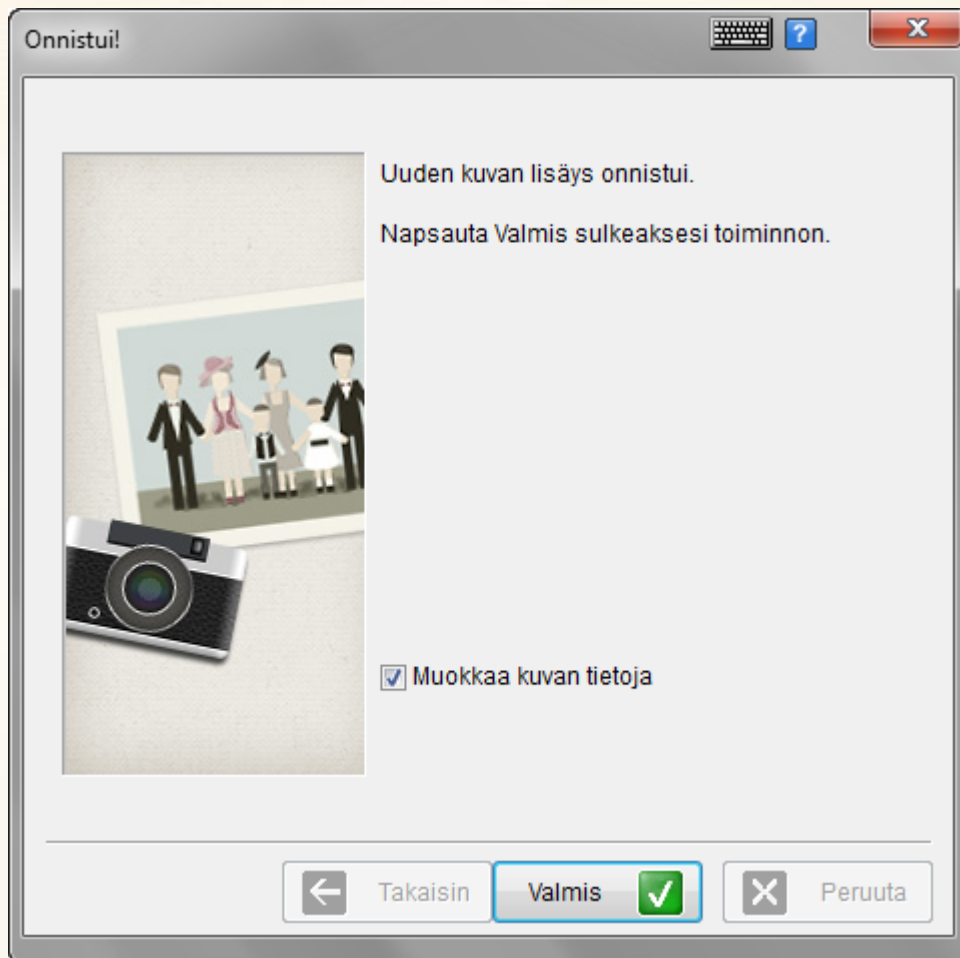 Onnistui!
?
Uuden kuvan lisäys onnistui.
Napsauta Valmis sulkeaksesi toiminnon.
Muokkaa kuvan tietoja
Takaisin
Valmis
Peruuta